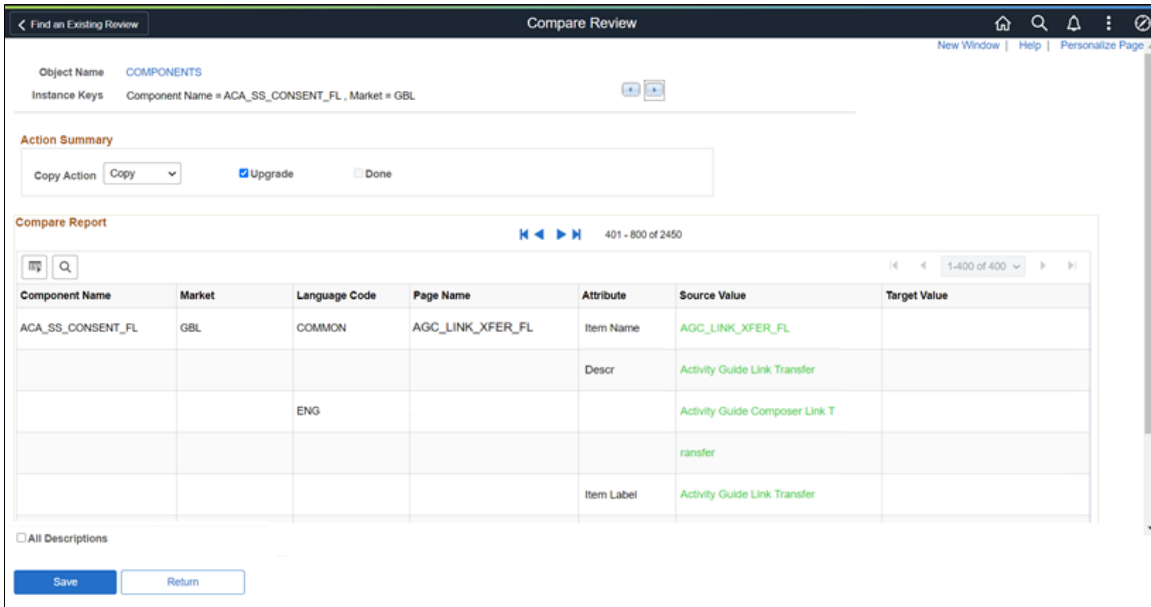 Find an Existing Review
Compare Review
New Window | Help | Personalize Page
Object Name COMPONENTS
Instance Keys Component Name = ACA_SS_CONSENT_FL , Market = GBL
Action Summary
Copy Action Copy Upgrade Done
Compare Report
401 - 800 of 2450
1-400 of 400
Component Name Market Language Code Page Name Attribute Source Value Target Value
ACA_SS_CONSENT_FL GBL COMMON AGC_LINK_XFER_FL Item Name AGC_LINK_XFER_FL
Descr Activity Guide Link Transfer
ENG Activity Guide Composer Link T
ransfer
Item Label Activity Guide Link Transfer
All Descriptions
Save Return